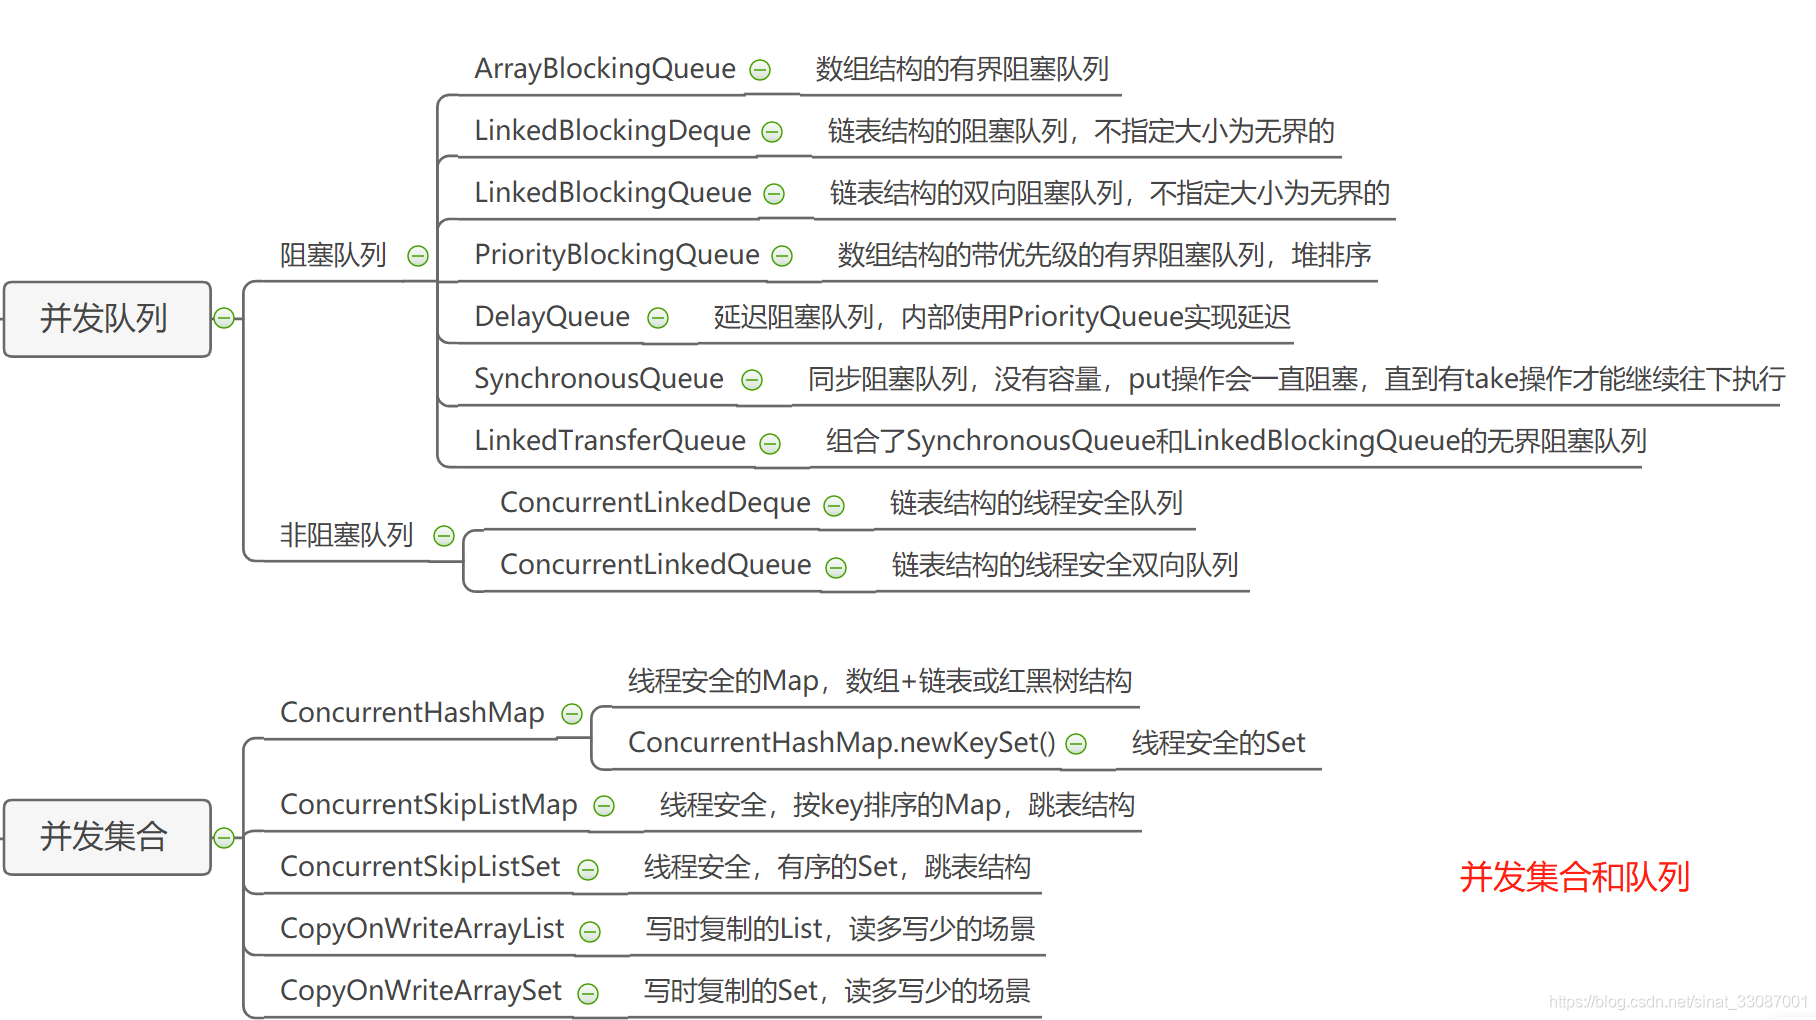 ArrayBlockingQueue 数组结构的有界阻塞队列
LinkedBlockingDeque 链表结构的阻塞队列，不指定大小为无界的
LinkedBlockingQueue 链表结构的双向阻塞队列，不指定大小为无界的
阻塞队列
PriorityBlockingQueue 数组结构的带优先级的有界阻塞队列，堆排序
并发队列
DelayQueue 延迟阻塞队列，内部使用PriorityQueue实现延迟
SynchronousQueue 同步阻塞队列，没有容量，put操作会一直阻塞，直到有take操作才能继续往下执行
LinkedTransferQueue 组合了SynchronousQueue和LinkedBlockingQueue的无界阻塞队列
非阻塞队列
ConcurrentLinkedDeque 链表结构的线程安全队列
ConcurrentLinkedQueue 链表结构的线程安全双向队列
并发集合
ConcurrentHashMap
线程安全的Map，数组+链表或红黑树结构
ConcurrentHashMap.newKeySet() 线程安全的Set
ConcurrentSkipListMap 线程安全，按key排序的Map，跳表结构
ConcurrentSkipListSet 线程安全，有序的Set，跳表结构
CopyOnWriteArrayList 写时复制的List，读多写少的场景
CopyOnWriteArraySet 写时复制的Set，读多写少的场景
并发集合和队列
https://blog.csdn.net/sinat_33087001